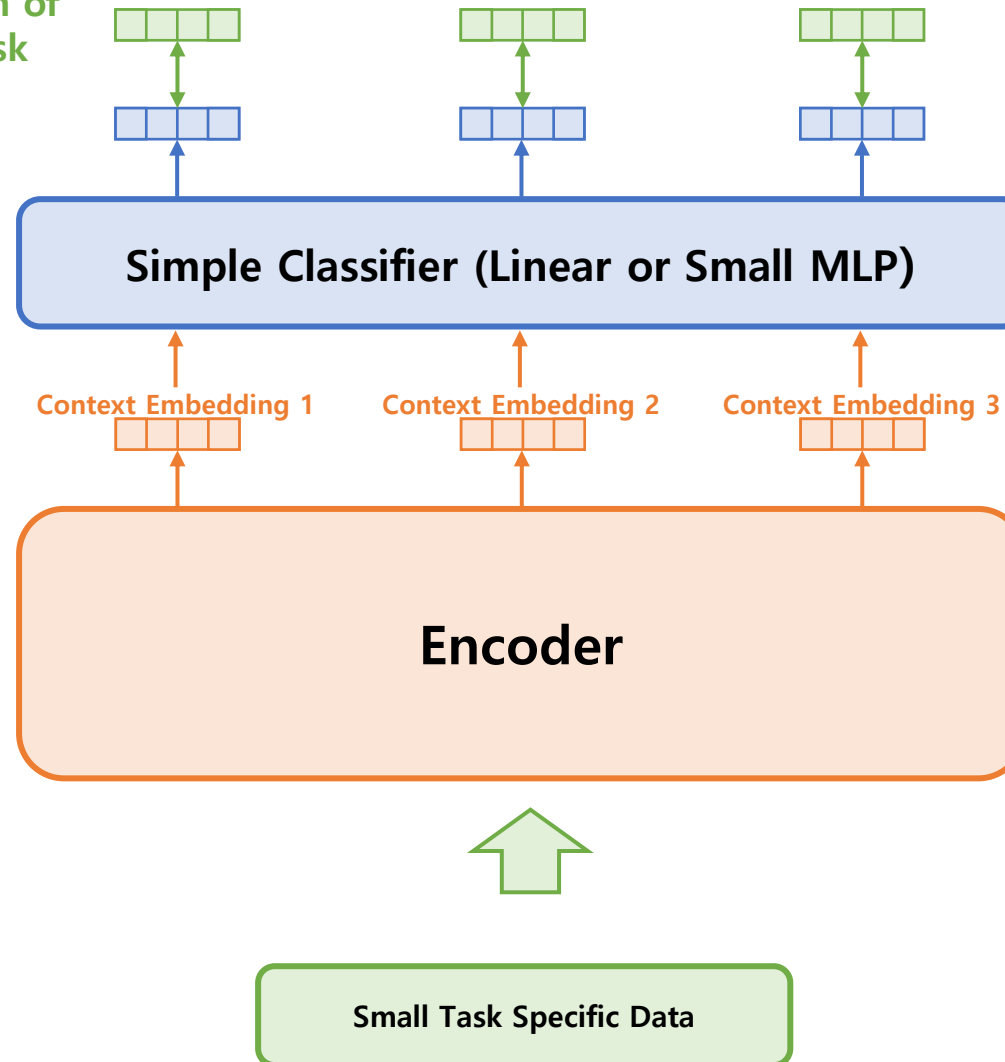 of
Simple Classifier (Linear or Small MLP)
Context Embedding 1
Context Embedding 2
Context Embedding 3
Encoder
Small Task Specific Data